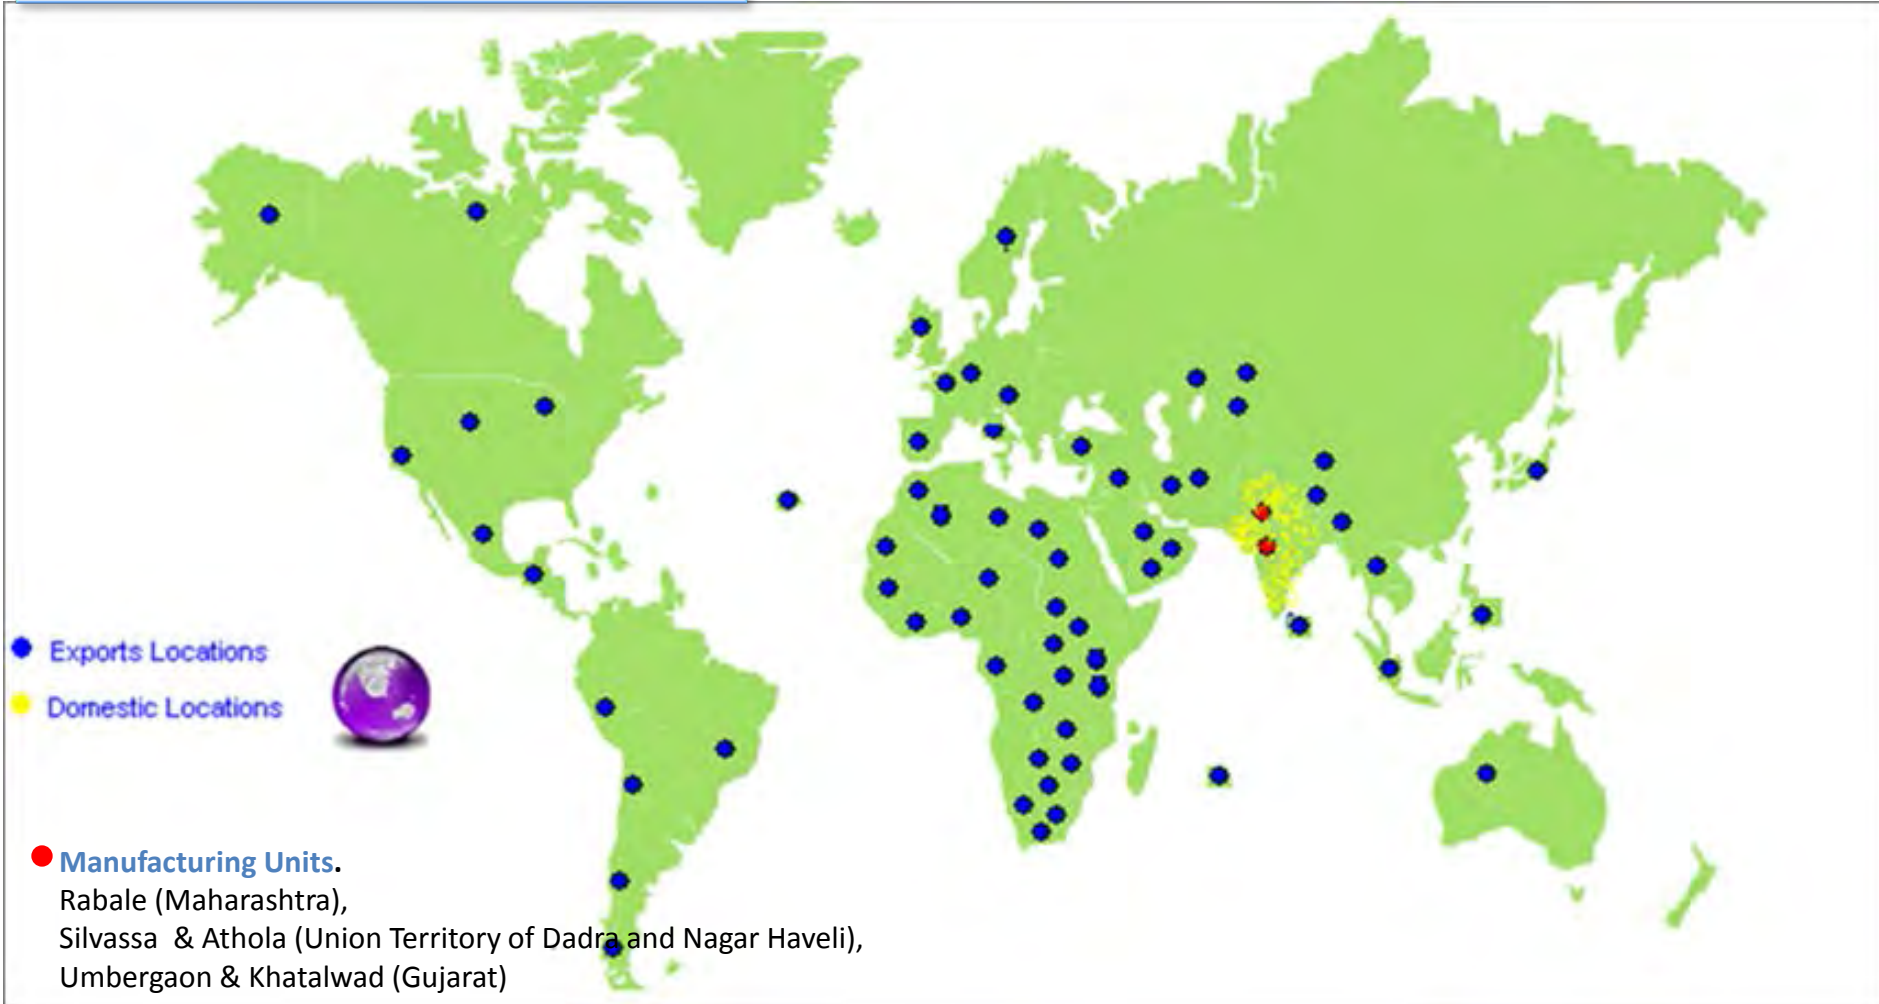 Exports Locations
Domestic Locations
Manufacturing Units.
Rabale (Maharashtra),
Silvassa & Athola (Union Territory of Dadra and Nagar Haveli),
Umbergaon & Khatalwad (Gujarat)